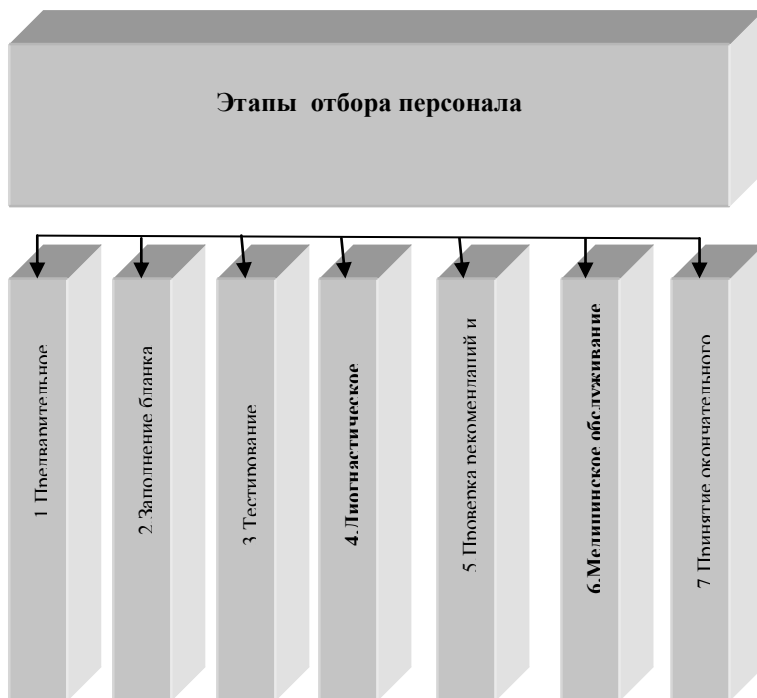 Этапы отбора персонала
1 Предварительное
2 Заполнение бланка
3 Тестирование
4.Диогнастическое
5 Проверка рекомендаций и
6.Медицинское обслуживание
7 Принятие окончательного